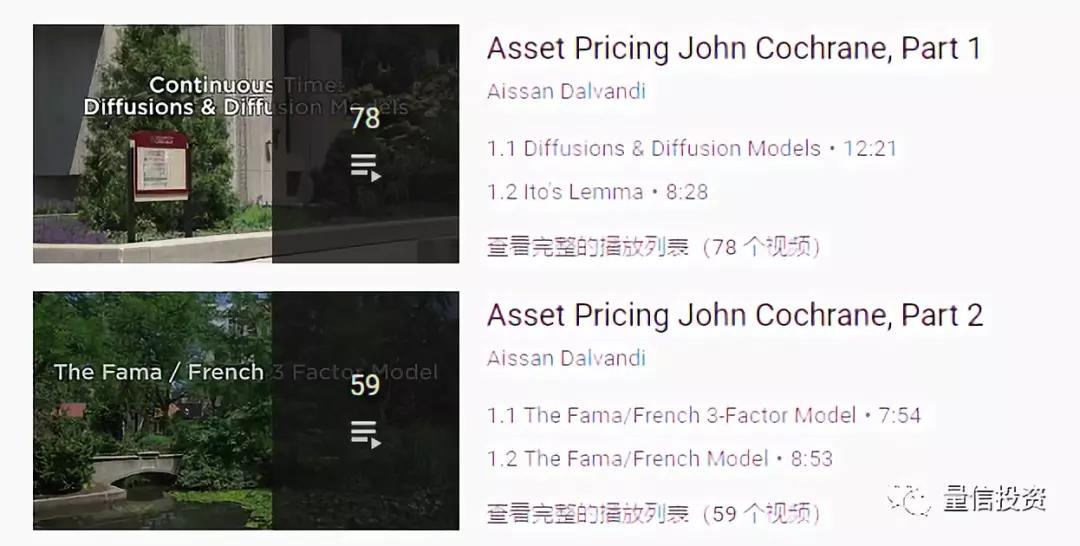 Continuous Time:
Diffusions & Diffusion Models
78
Asset Pricing John Cochrane, Part 1
Aissan Dalvandi
1.1 Diffusions & Diffusion Models • 12:21
1.2 Ito's Lemma • 8:28
查看完整的播放列表（78 个视频）
The Fama / French 3 Factor Model
59
Asset Pricing John Cochrane, Part 2
Aissan Dalvandi
1.1 The Fama/French 3-Factor Model • 7:54
1.2 The Fama/French Model • 8:53
查看完整的播放列表（59 个视频）
量信投资